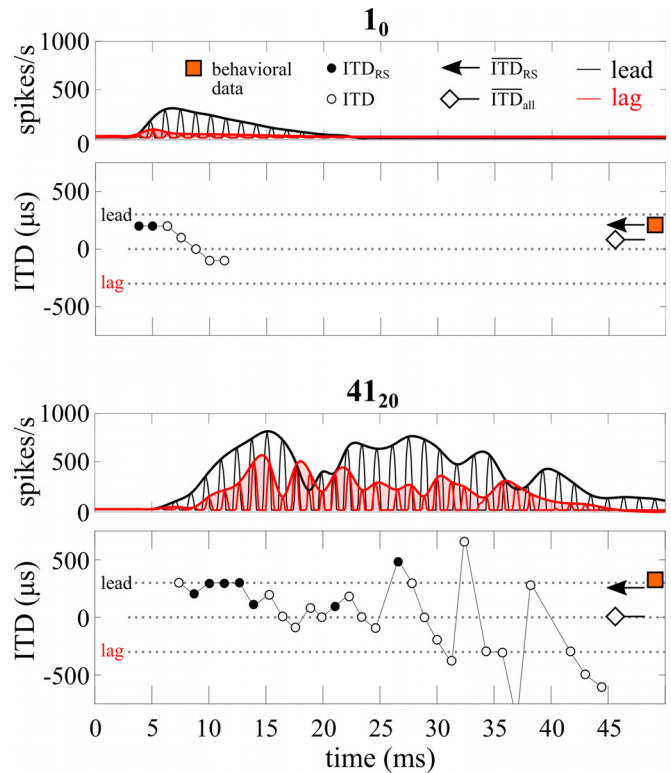 1₀
spikes/s
1000
500
0
behavioral
data
ITD_RS
ITD
ITD_RS
ITD_all
lead
lag
ITD (μs)
500
0
-500
lead
lag
41₂₀
spikes/s
1000
500
0
ITD (μs)
500
0
-500
lead
lag
0 5 10 15 20 25 30 35 40 45
time (ms)